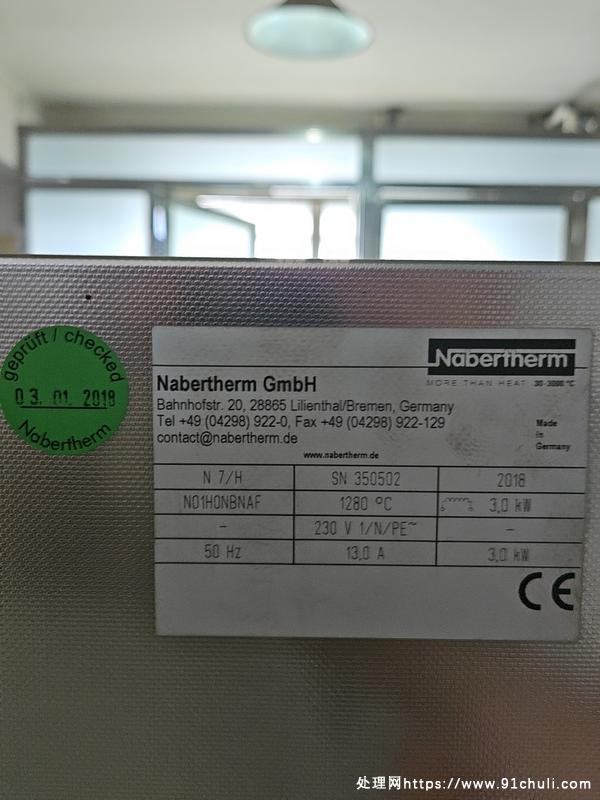 geprüft / checked
03. 01. 2018
Nabertherm
Nabertherm
MORE THAN HEAT 30-3000 °C
Nabertherm GmbH
Bahnhofstr. 20, 28865 Lilienthal/Bremen, Germany
Tel +49 (04298) 922-0, Fax +49 (04298) 922-129
contact@nabertherm.de
Made
in
Germany
www.nabertherm.de
N 7/H SN 350502 2018
N01H0NBNAF 1280 °C 3,0 kW
- 230 V 1/N/PE~ -
50 Hz 13,0 A 3,0 kW
CE
处理网https://www.91chuli.com